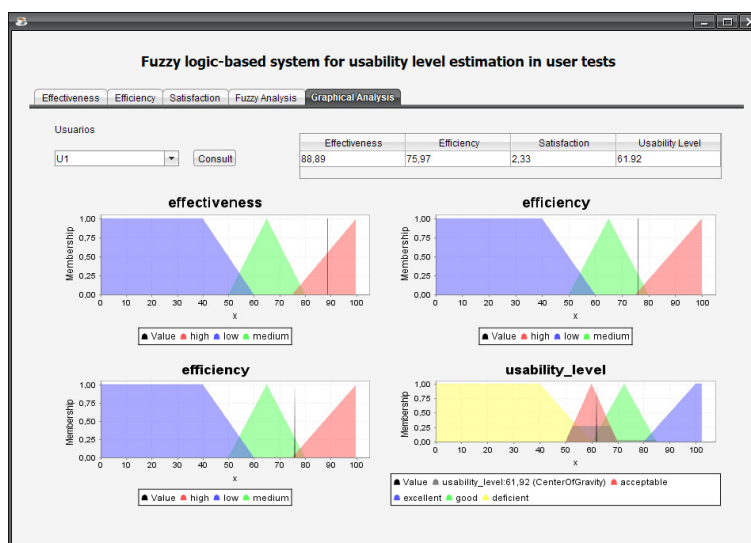 Fuzzy logic-based system for usability level estimation in user tests
Effectiveness Efficiency Satisfaction Fuzzy Analysis Graphical Analysis
Usuarios
U1 Consult
Effectiveness Efficiency Satisfaction Usability Level
88,89 75,97 2,33 61.92
effectiveness
Membership
1,00
0,75
0,50
0,25
0,00
0 10 20 30 40 50 60 70 80 90 100
x
Value high low medium
efficiency
Membership
1,00
0,75
0,50
0,25
0,00
0 10 20 30 40 50 60 70 80 90 100
x
Value high low medium
efficiency
Membership
1,00
0,75
0,50
0,25
0,00
0 10 20 30 40 50 60 70 80 90 100
x
Value high low medium
usability_level
Membership
1,00
0,75
0,50
0,25
0,00
0 10 20 30 40 50 60 70 80 90 100
x
Value usability_level:61,92 (CenterOfGravity) acceptable
excellent good deficient